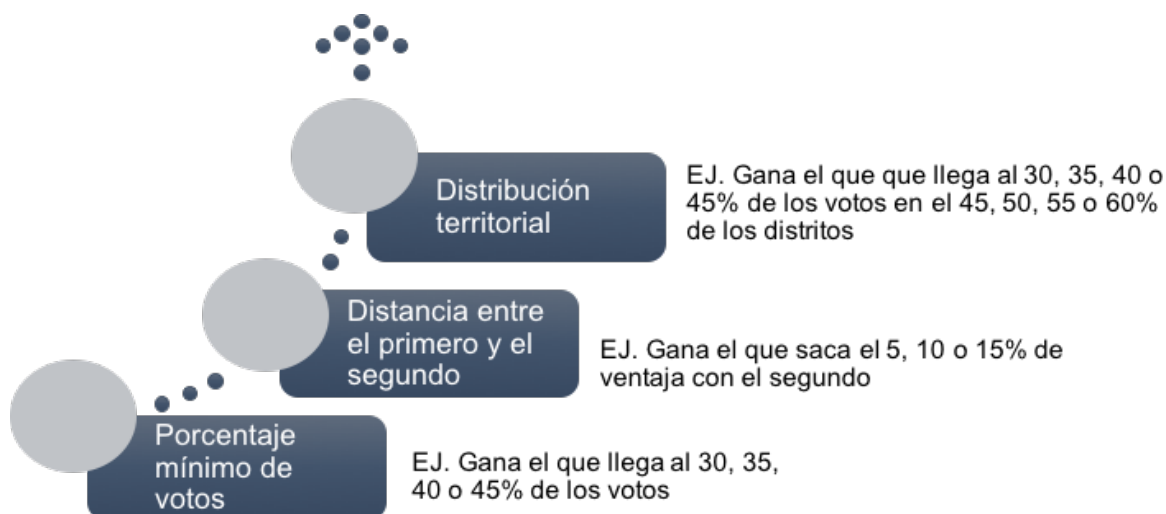 Distribución
territorial
EJ. Gana el que que llega al 30, 35, 40 o
45% de los votos en el 45, 50, 55 o 60%
de los distritos
Distancia entre
el primero y el
segundo
EJ. Gana el que saca el 5, 10 o 15% de
ventaja con el segundo
Porcentaje
mínimo de
votos
EJ. Gana el que llega al 30, 35,
40 o 45% de los votos